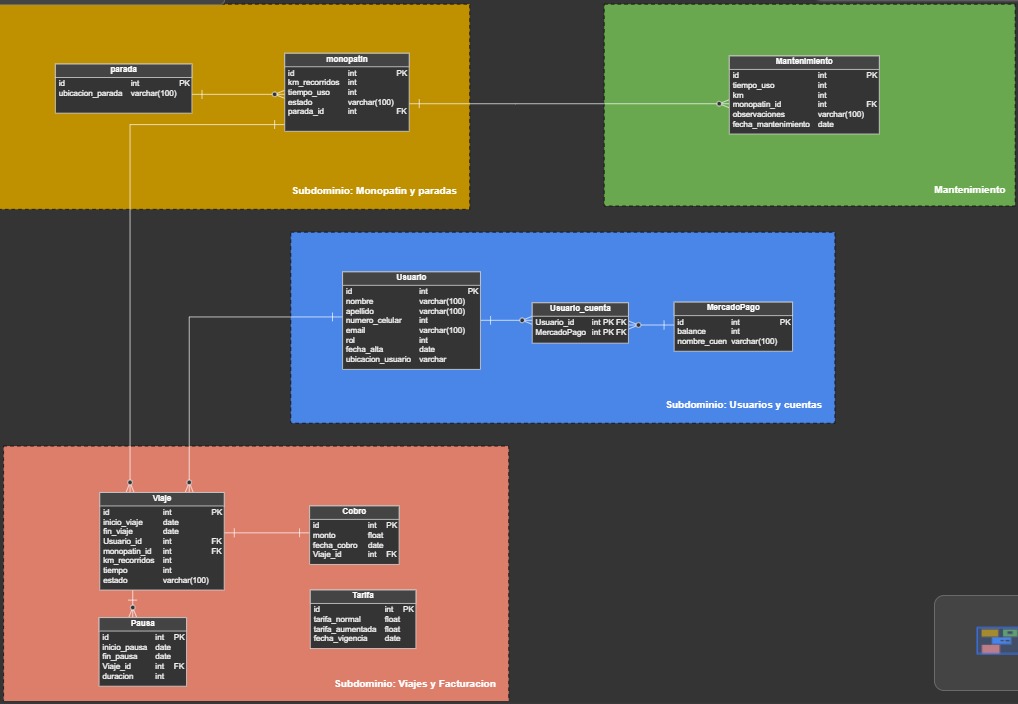 parada
id int PK
ubicacion_parada varchar(100)
monopatin
id int PK
km_recorridos int
tiempo_uso int
estado varchar(100)
parada_id int FK
Subdominio: Monopatin y paradas
Mantenimiento
id int PK
tiempo_uso int
km int
monopatin_id int FK
observaciones varchar(100)
fecha_mantenimiento date
Mantenimiento
Usuario
id int PK
nombre varchar(100)
apellido varchar(100)
numero_celular int
email varchar(100)
rol int
fecha_alta date
ubicacion_usuario varchar
Usuario_cuenta
Usuario_id int PK FK
MercadoPago int PK FK
MercadoPago
id int PK
balance int
nombre_cuen varchar(100)
Subdominio: Usuarios y cuentas
Viaje
id int PK
inicio_viaje date
fin_viaje date
Usuario_id int FK
monopatin_id int FK
km_recorridos int
tiempo int
estado varchar(100)
Cobro
id int PK
monto float
fecha_cobro date
Viaje_id int FK
Tarifa
id int PK
tarifa_normal float
tarifa_aumentada float
fecha_vigencia date
Pausa
id int PK
inicio_pausa date
fin_pausa date
Viaje_id int FK
duracion int
Subdominio: Viajes y Facturacion